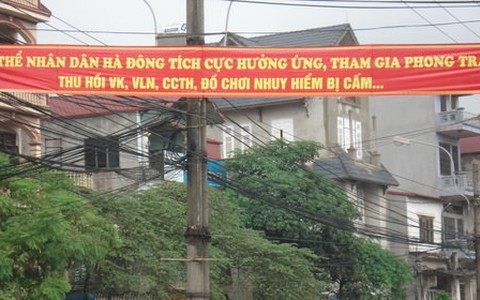 THỂ NHÂN DÂN HÀ ĐÔNG TÍCH CỰC HƯỞNG ỨNG, THAM GIA PHONG TRÀ
THU HỒI VK, VLN, CCTH, ĐỒ CHƠI NHUY HIỂM BỊ CẤM...